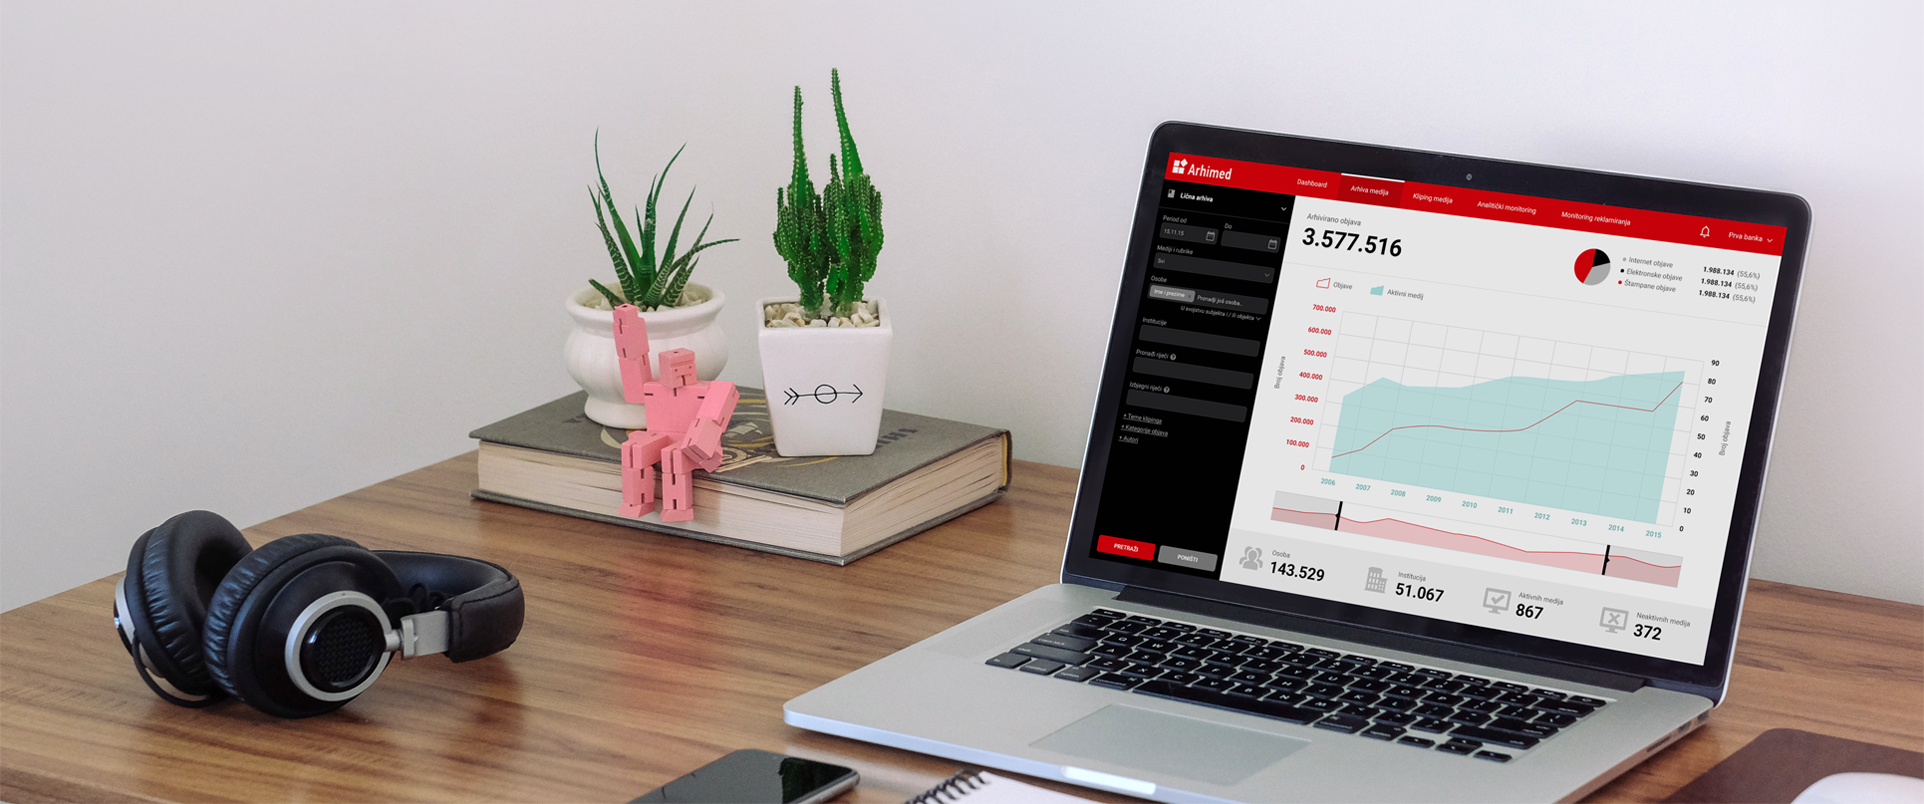 Arhimed
Dashboard
Arhiva medija
Kliping medija
Analitički monitoring
Monitoring reklamiranja
Prva banka
Lična arhiva
Period od
Do
15.11.15
Mediji i rubrike
Svi
Osobe
Ime i prezime
Pronađi još osoba..
U svojstvu subjekta i / ili objekta
Institucije
Pronađi riječi
Izbjegni riječi
+ Teme klipinga
+ Kategorije objava
+ Autori
PRETRAŽI
PONIŠTI
Arhivirano objava
3.577.516
Internet objave
1.988.134 (55,6%)
Elektronske objave
1.988.134 (55,6%)
Štampane objave
1.988.134 (55,6%)
Objave
Aktivni medij
700.000
600.000
500.000
400.000
300.000
200.000
100.000
0
Broj objava
90
80
70
60
50
40
30
20
10
0
Broj objava
2006
2007
2008
2009
2010
2011
2012
2013
2014
2015
Osoba
143.529
Institucija
51.067
Aktivnih medija
867
Neaktivnih medija
372